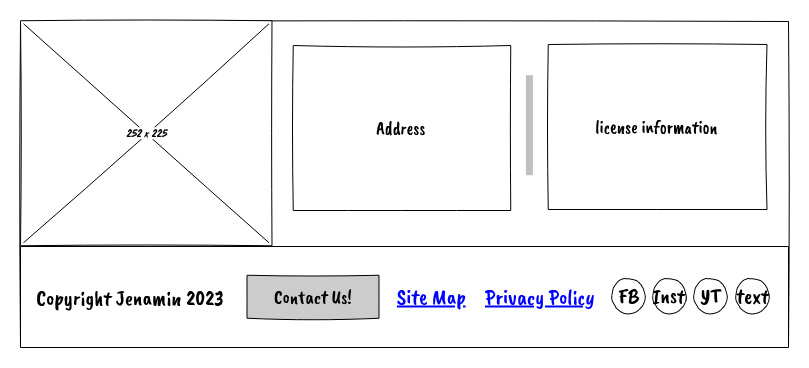 252 x 225
Address
license information
Copyright Jenamin 2023
Contact Us!
Site Map
Privacy Policy
FB
Inst
YT
text